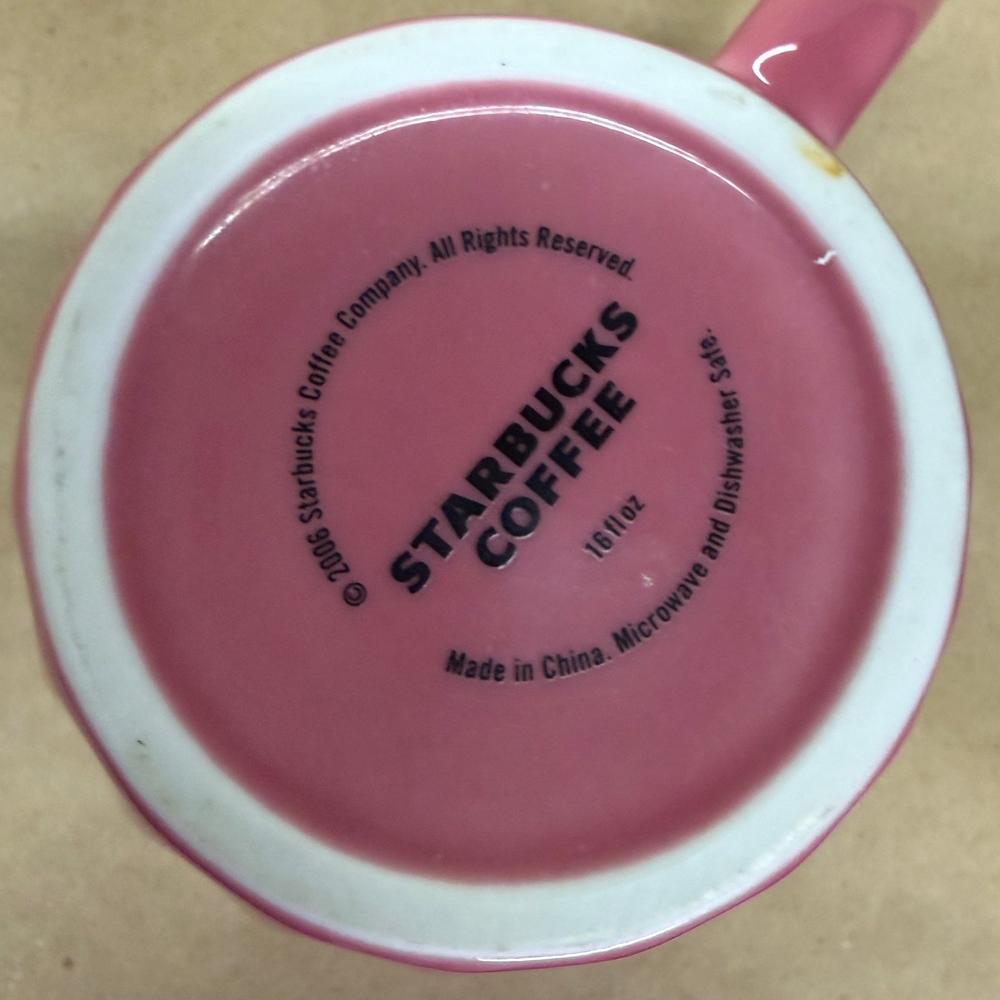 © 2006 Starbucks Coffee Company. All Rights Reserved.
STARBUCKS
COFFEE
16 fl oz
Made in China. Microwave and Dishwasher Safe.